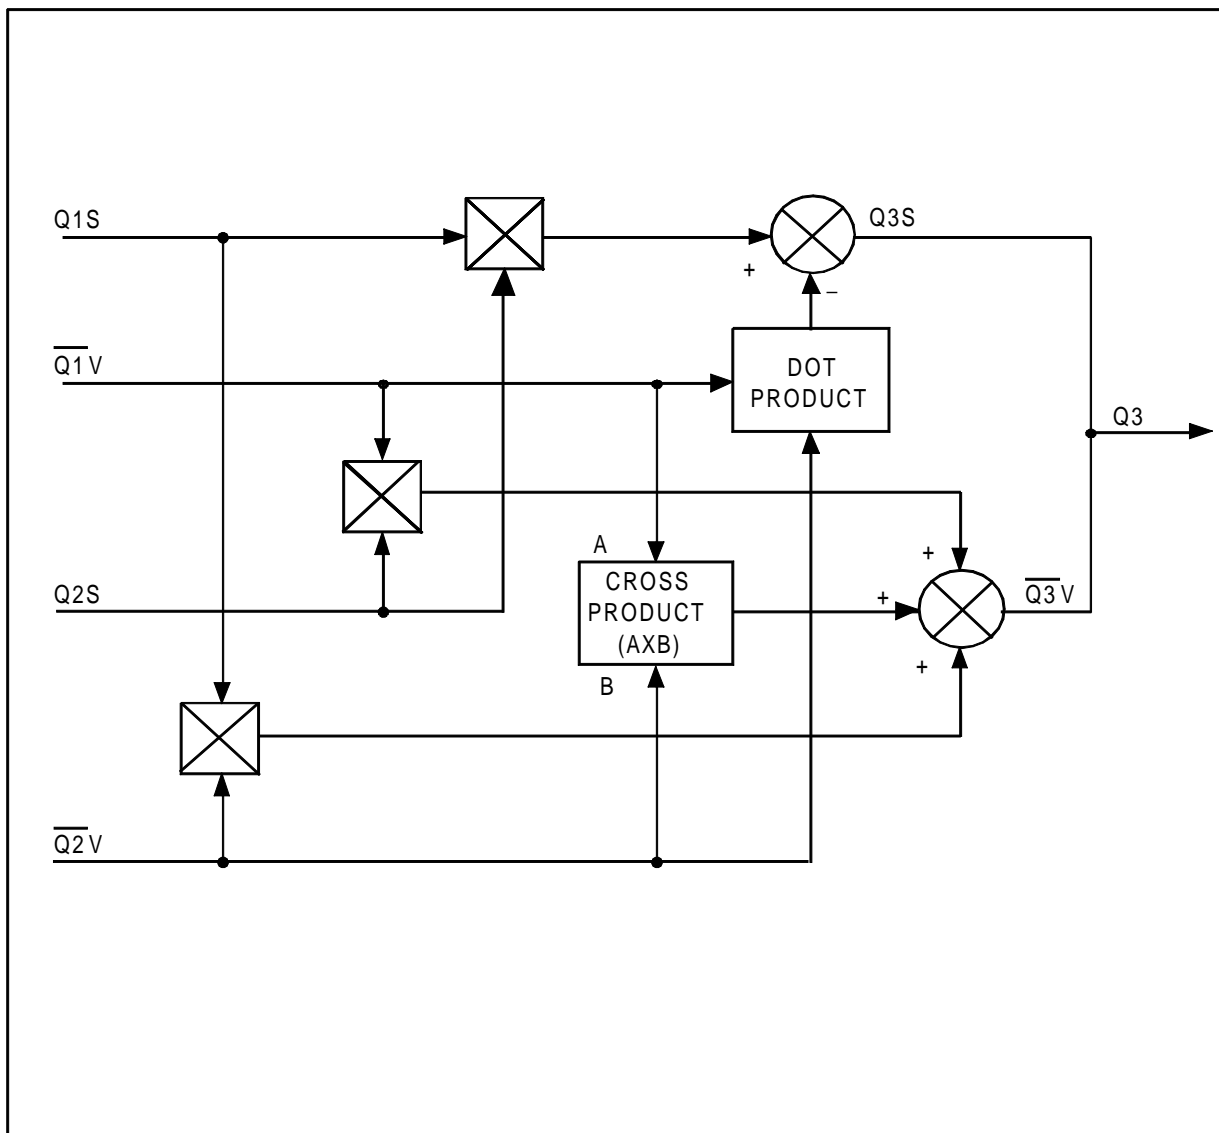 Q1S
Q3S
+
−
Q1V
DOT
PRODUCT
Q3
A
+
Q2S
CROSS
PRODUCT
(AXB)
+
Q3V
+
B
Q2V